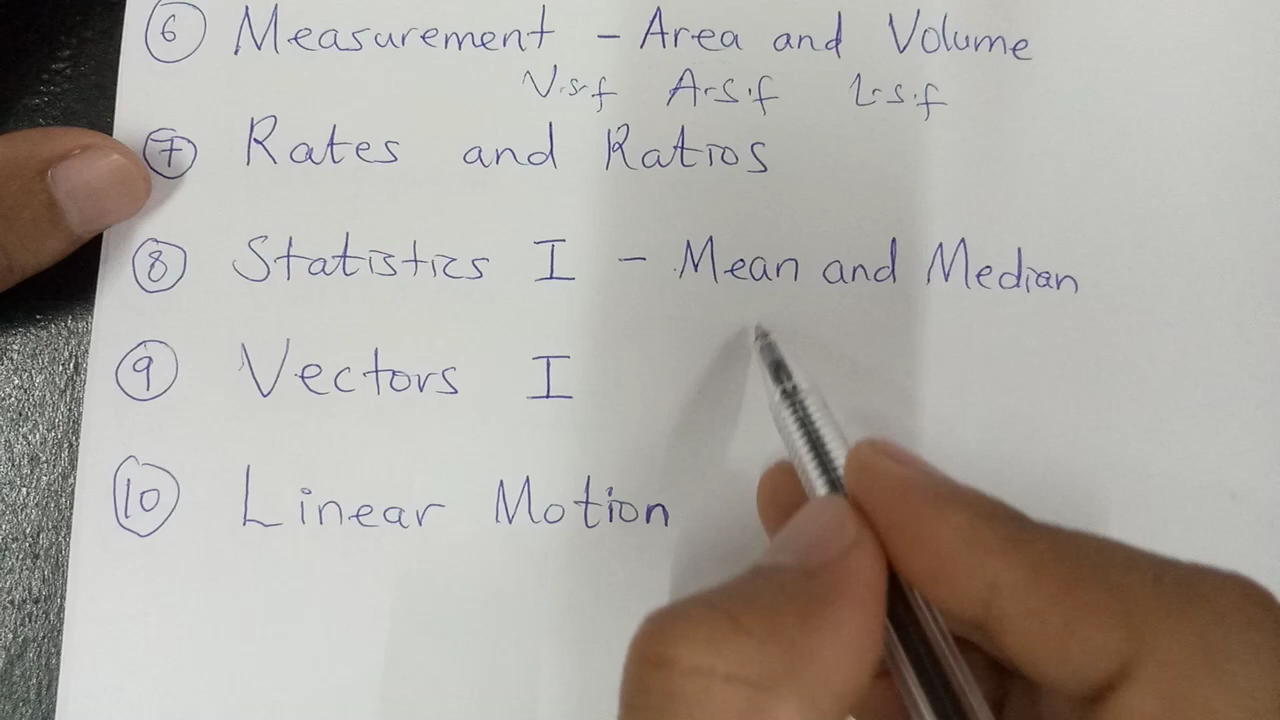 6 Measurement - Area and Volume
V.s.f A.s.f L.s.f
7 Rates and Ratios
8 Statistics I - Mean and Median
9 Vectors I
10 Linear Motion